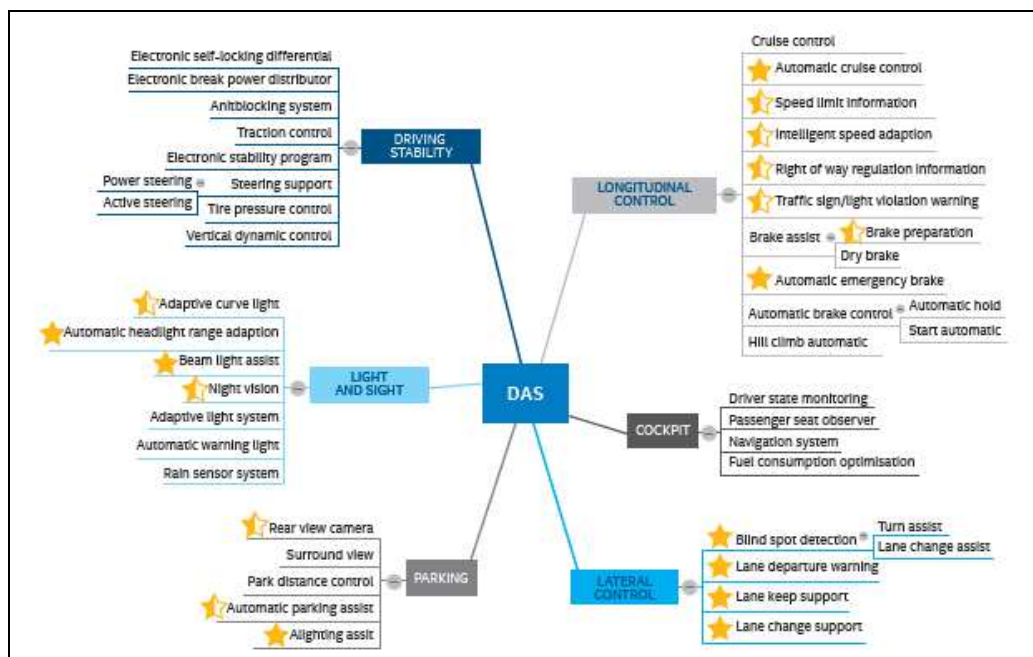 Electronic self-locking differential
Electronic break power distributor
Anitblocking system
Traction control
Electronic stability program
Power steering
Steering support
Active steering
Tire pressure control
Vertical dynamic control
DRIVING
STABILITY
Cruise control
Automatic cruise control
Speed limit information
Intelligent speed adaption
Right of way regulation information
Traffic sign/light violation warning
Brake assist
Brake preparation
Dry brake
Automatic emergency brake
Automatic brake control
Automatic hold
Start automatic
Hill climb automatic
LONGITUDINAL
CONTROL
Adaptive curve light
Automatic headlight range adaption
Beam light assist
Night vision
Adaptive light system
Automatic warning light
Rain sensor system
LIGHT
AND SIGHT
DAS
COCKPIT
Driver state monitoring
Passenger seat observer
Navigation system
Fuel consumption optimisation
Rear view camera
Surround view
Park distance control
Automatic parking assist
Alighting assit
PARKING
LATERAL
CONTROL
Blind spot detection
Turn assist
Lane change assist
Lane departure warning
Lane keep support
Lane change support